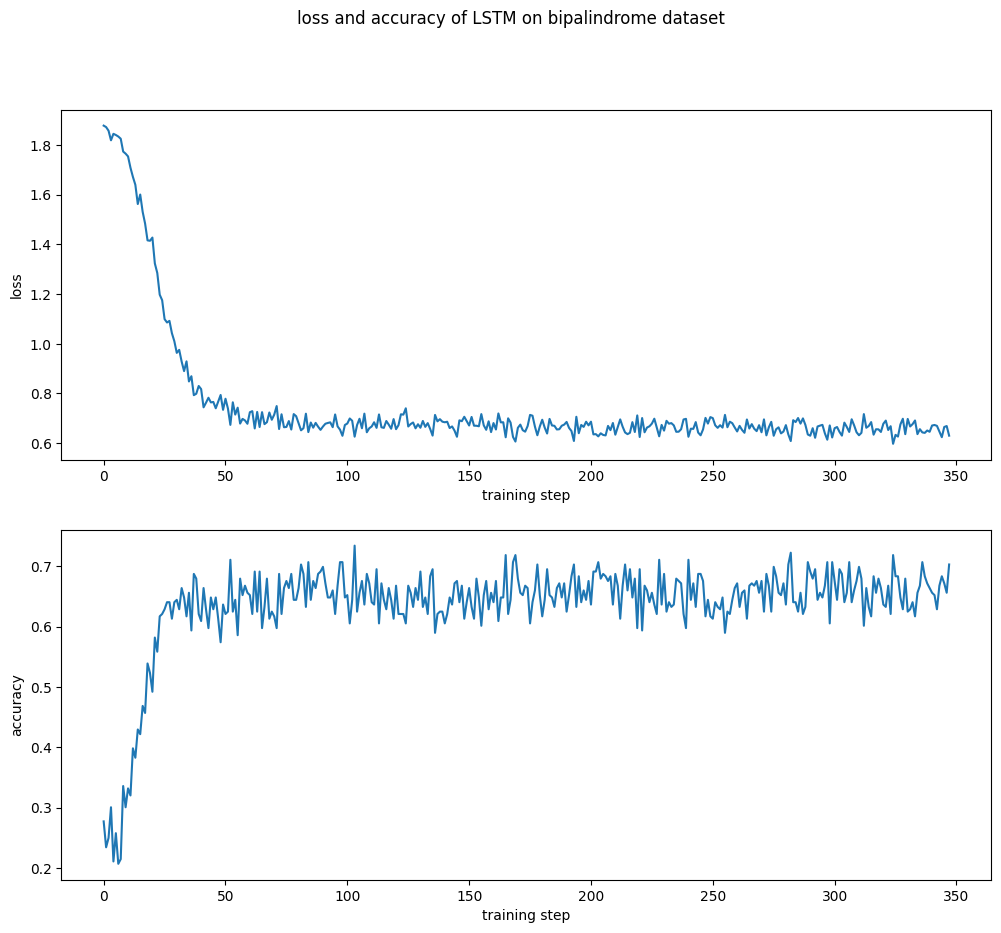 loss and accuracy of LSTM on bipalindrome dataset
1.8
1.6
1.4
1.2
1.0
0.8
0.6
loss
0 50 100 150 200 250 300 350
training step
0.7
0.6
0.5
0.4
0.3
0.2
accuracy
0 50 100 150 200 250 300 350
training step